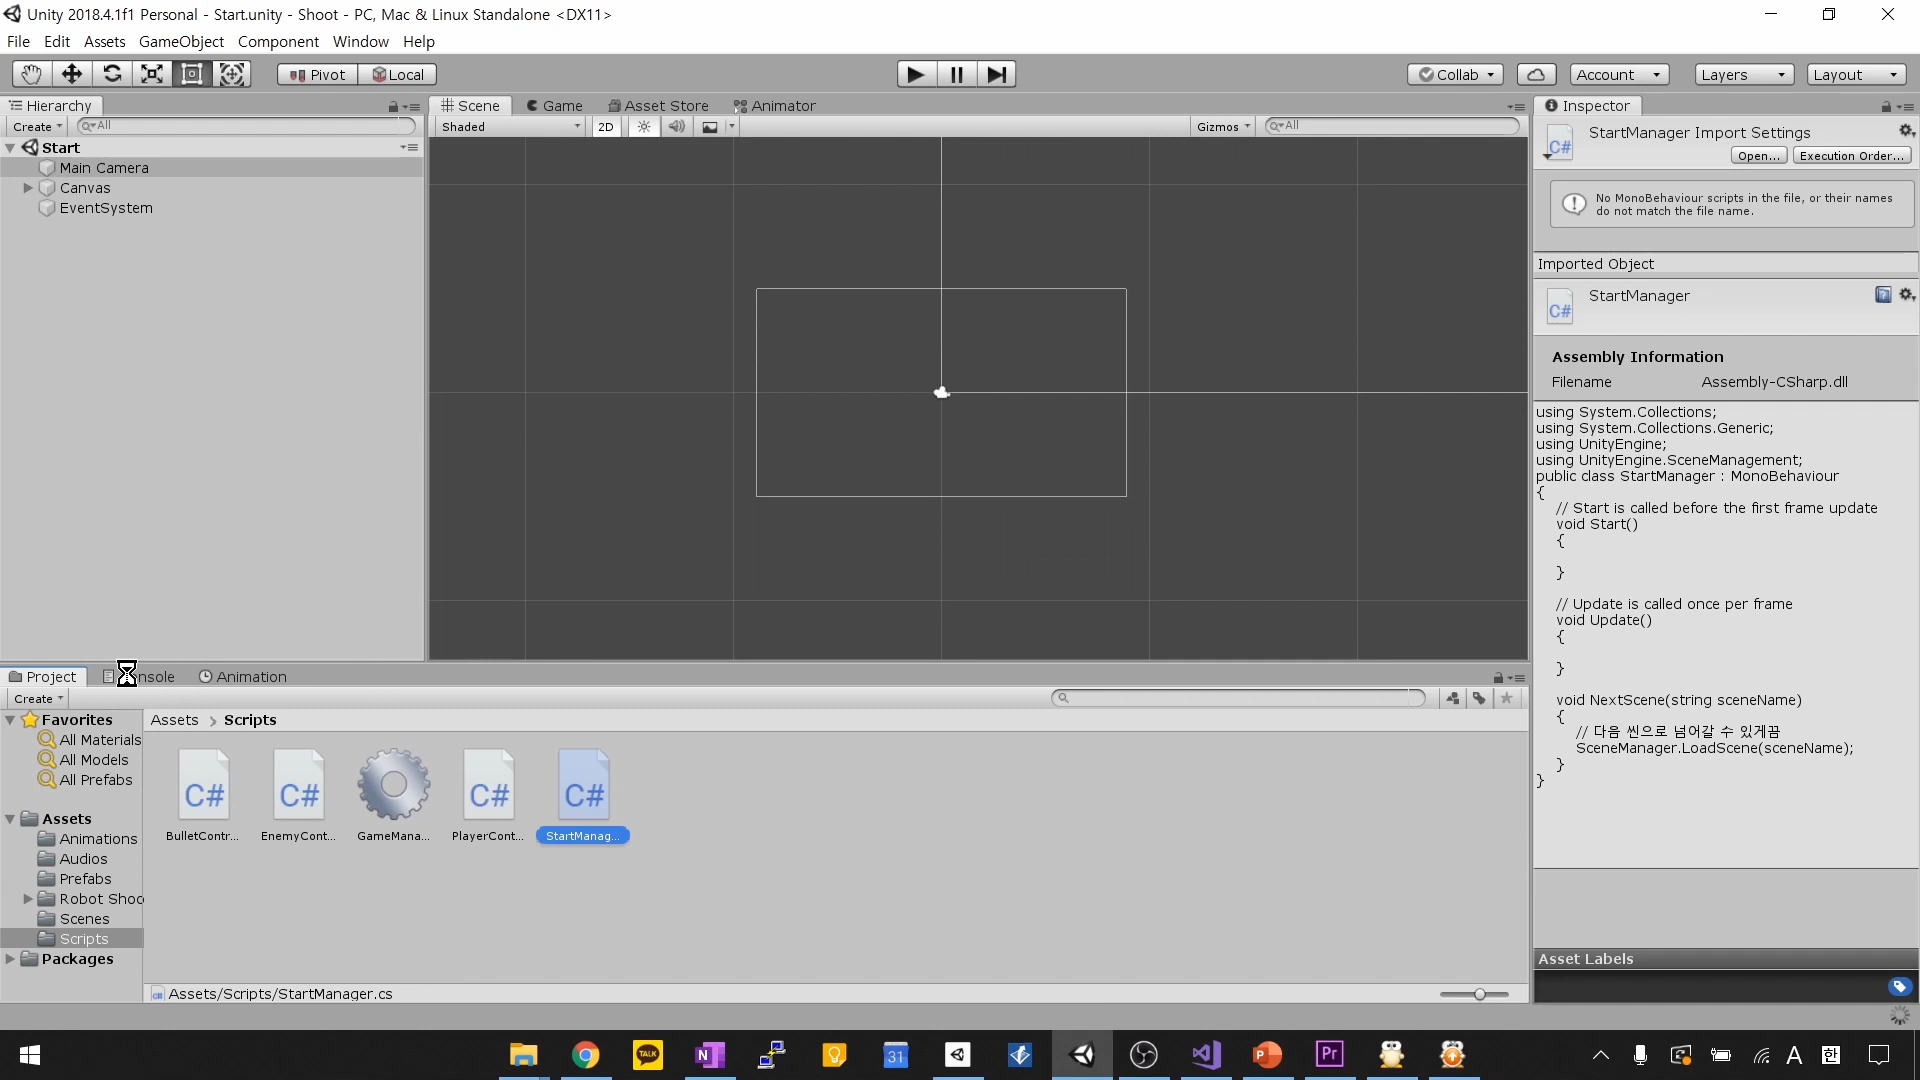 Unity 2018.4.1f1 Personal - Start.unity - Shoot - PC, Mac & Linux Standalone <DX11>
File Edit Assets GameObject Component Window Help
Pivot Local Collab Account Layers Layout
Hierarchy
Create All
Start
Main Camera
Canvas
EventSystem
Scene Game Asset Store Animator
Shaded 2D Gizmos All
Inspector
StartManager Import Settings
Open... Execution Order...
No MonoBehaviour scripts in the file, or their names
do not match the file name.
Imported Object
StartManager
Assembly Information
Filename Assembly-CSharp.dll
using System.Collections;
using System.Collections.Generic;
using UnityEngine;
using UnityEngine.SceneManagement;
public class StartManager : MonoBehaviour
{
// Start is called before the first frame update
void Start()
{
}
// Update is called once per frame
void Update()
{
}
void NextScene(string sceneName)
{
// 다음 씬으로 넘어갈 수 있게끔
SceneManager.LoadScene(sceneName);
}
}
Asset Labels
Project nsole Animation
Create
Favorites
All Materials
All Models
All Prefabs
Assets
Animations
Audios
Prefabs
Robot Shoo
Scenes
Scripts
Packages
Assets > Scripts
C# C# C# C#
BulletContr... EnemyCont... GameMana... PlayerCont... StartManag...
Assets/Scripts/StartManager.cs
TALK N 31 P Pr A 한